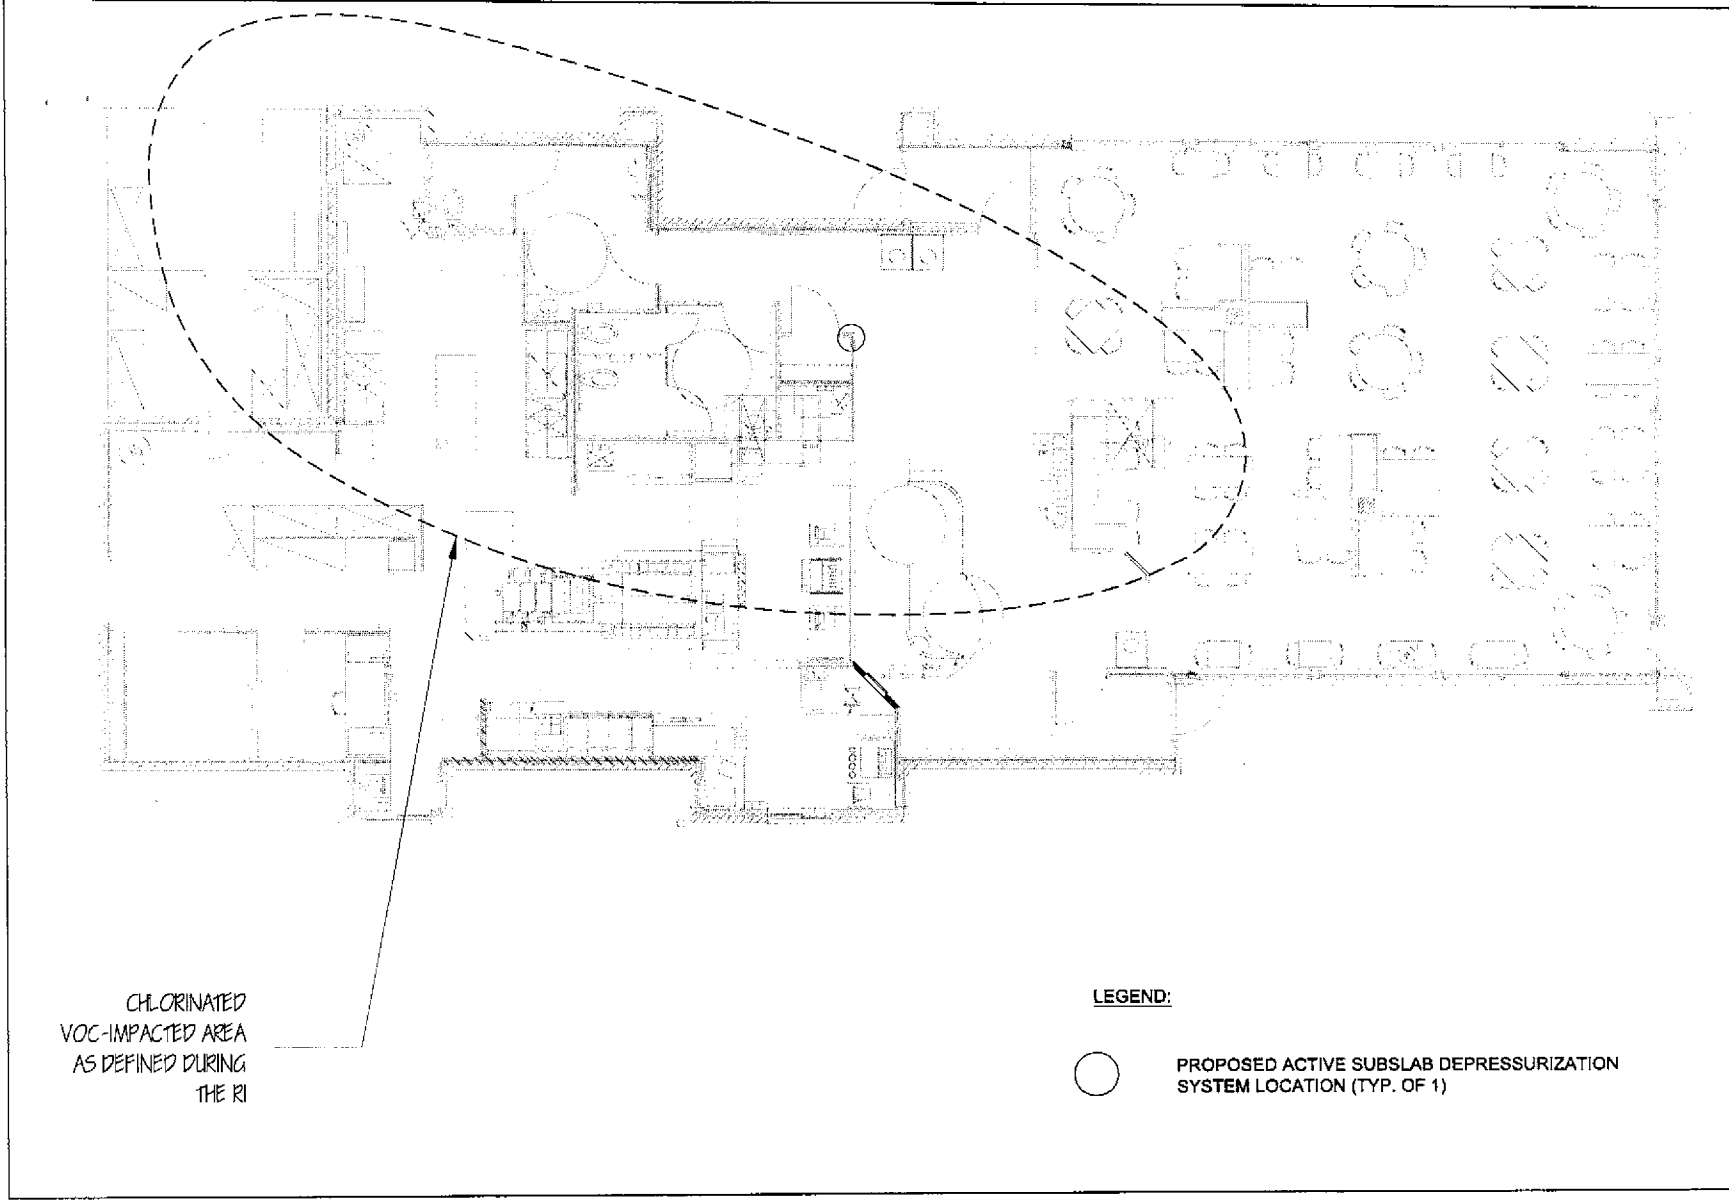 CHLORINATED
VOC-IMPACTED AREA
AS DEFINED DURING
THE RI
LEGEND:
PROPOSED ACTIVE SUBSLAB DEPRESSURIZATION
SYSTEM LOCATION (TYP. OF 1)